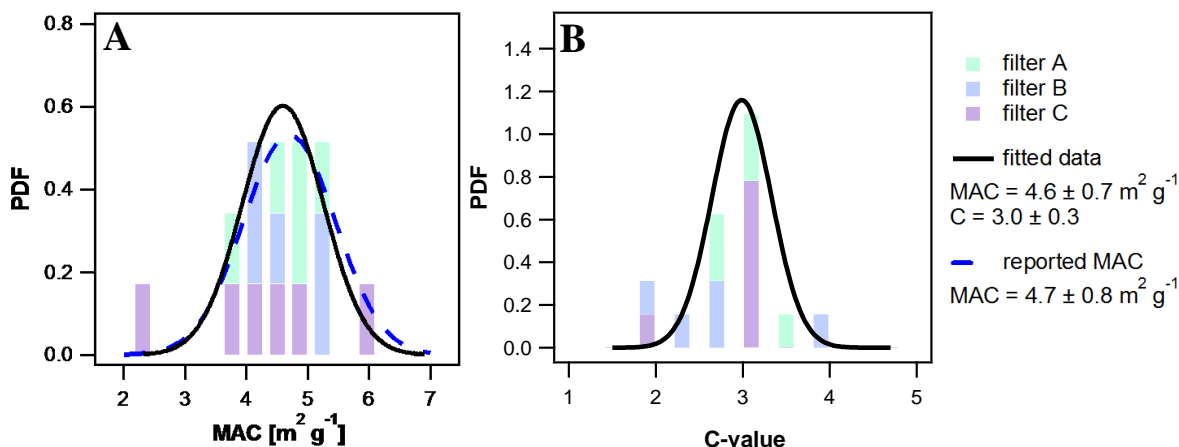 A
0.8
0.6
0.4
0.2
0.0
PDF
2 3 4 5 6 7
MAC [m² g⁻¹]
B
1.4
1.2
1.0
0.8
0.6
0.4
0.2
0.0
PDF
1 2 3 4 5
C-value
filter A
filter B
filter C
fitted data
MAC = 4.6 ± 0.7 m² g⁻¹
C = 3.0 ± 0.3
reported MAC
MAC = 4.7 ± 0.8 m² g⁻¹